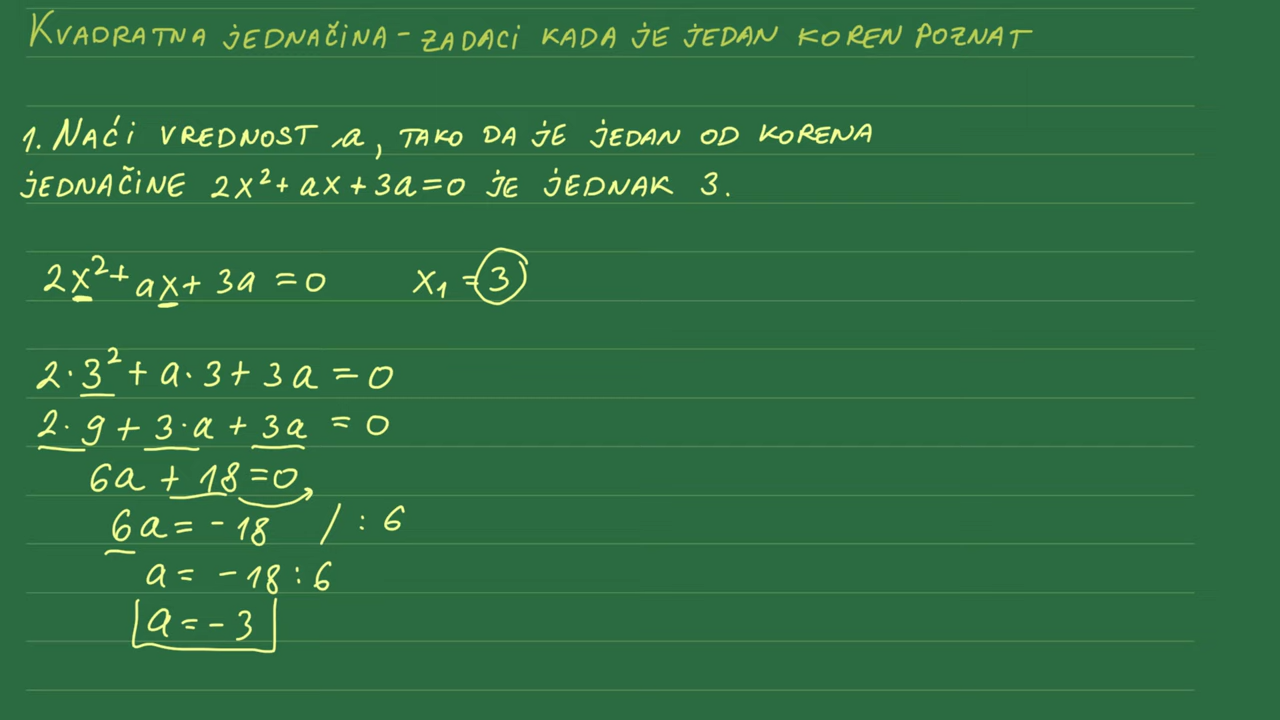 KVADRATNA JEDNAČINA - ZADACI KADA JE JEDAN KOREN POZNAT
1. NAĆI VREDNOST a, TAKO DA JE JEDAN OD KORENA
JEDNAČINE 2x²+ax+3a=0 JE JEDNAK 3.
2x²+ax+3a=0 x₁=3
2·3²+a·3+3a=0
2·9+3·a+3a=0
6a+18=0
6a=-18 /:6
a=-18:6
a=-3